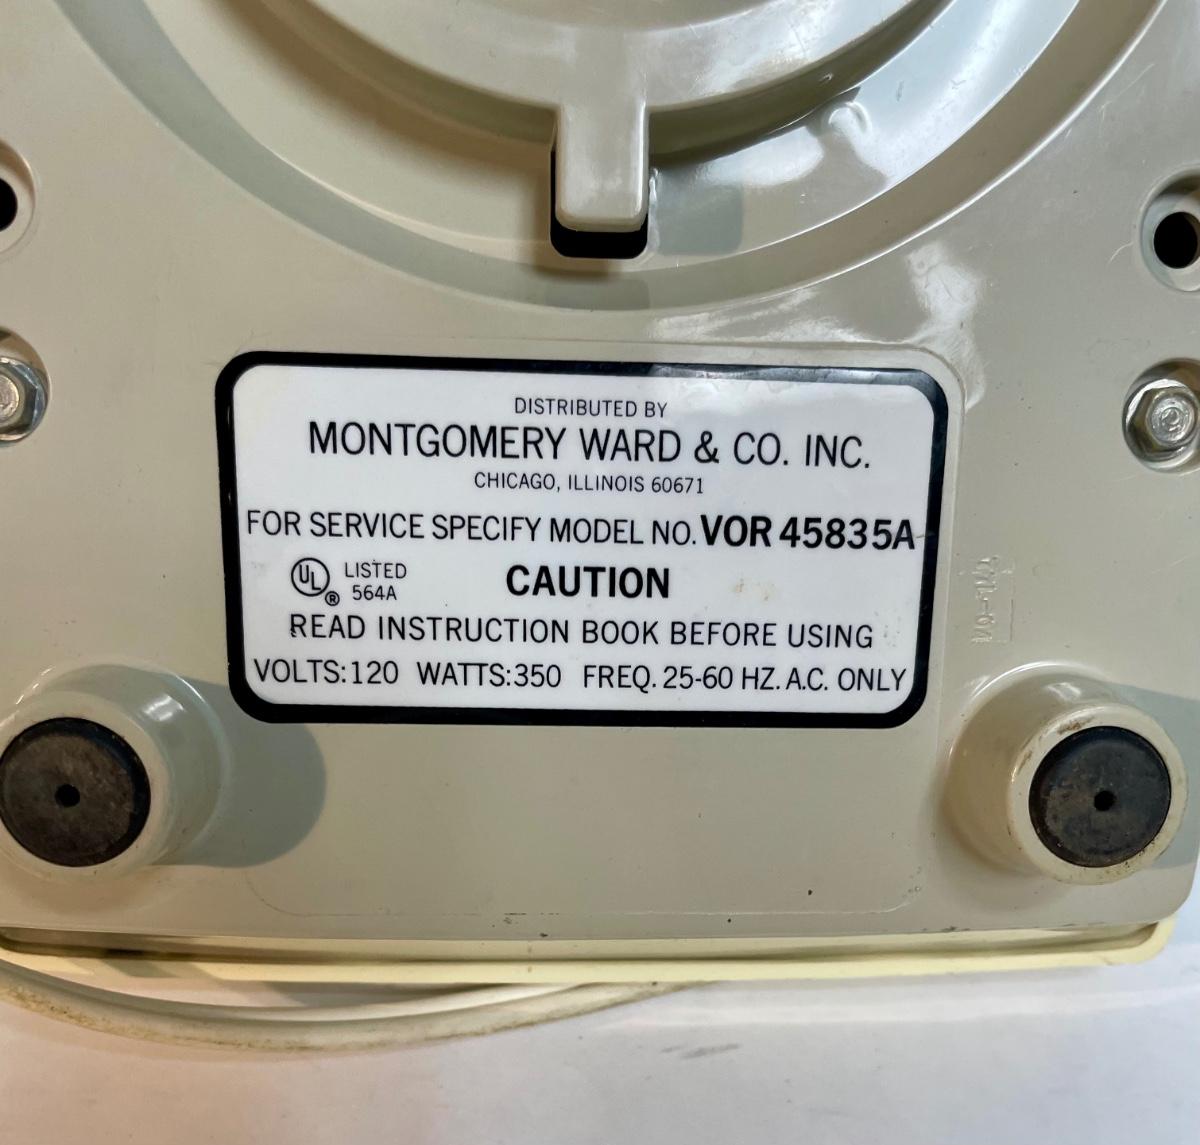 DISTRIBUTED BY
MONTGOMERY WARD & CO. INC.
CHICAGO, ILLINOIS 60671
FOR SERVICE SPECIFY MODEL NO. VOR 45835A
UL ® LISTED 564A CAUTION
READ INSTRUCTION BOOK BEFORE USING
VOLTS:120 WATTS:350 FREQ. 25-60 HZ. A.C. ONLY